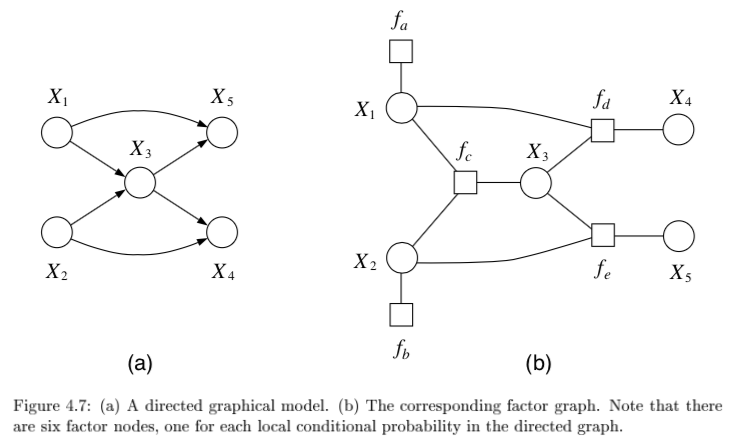 f_a
X_1 X_5
X_3
X_2 X_4
(a)
X_1
f_d X_4
f_c X_3
X_2
f_e X_5
f_b
(b)
Figure 4.7: (a) A directed graphical model. (b) The corresponding factor graph. Note that there
are six factor nodes, one for each local conditional probability in the directed graph.